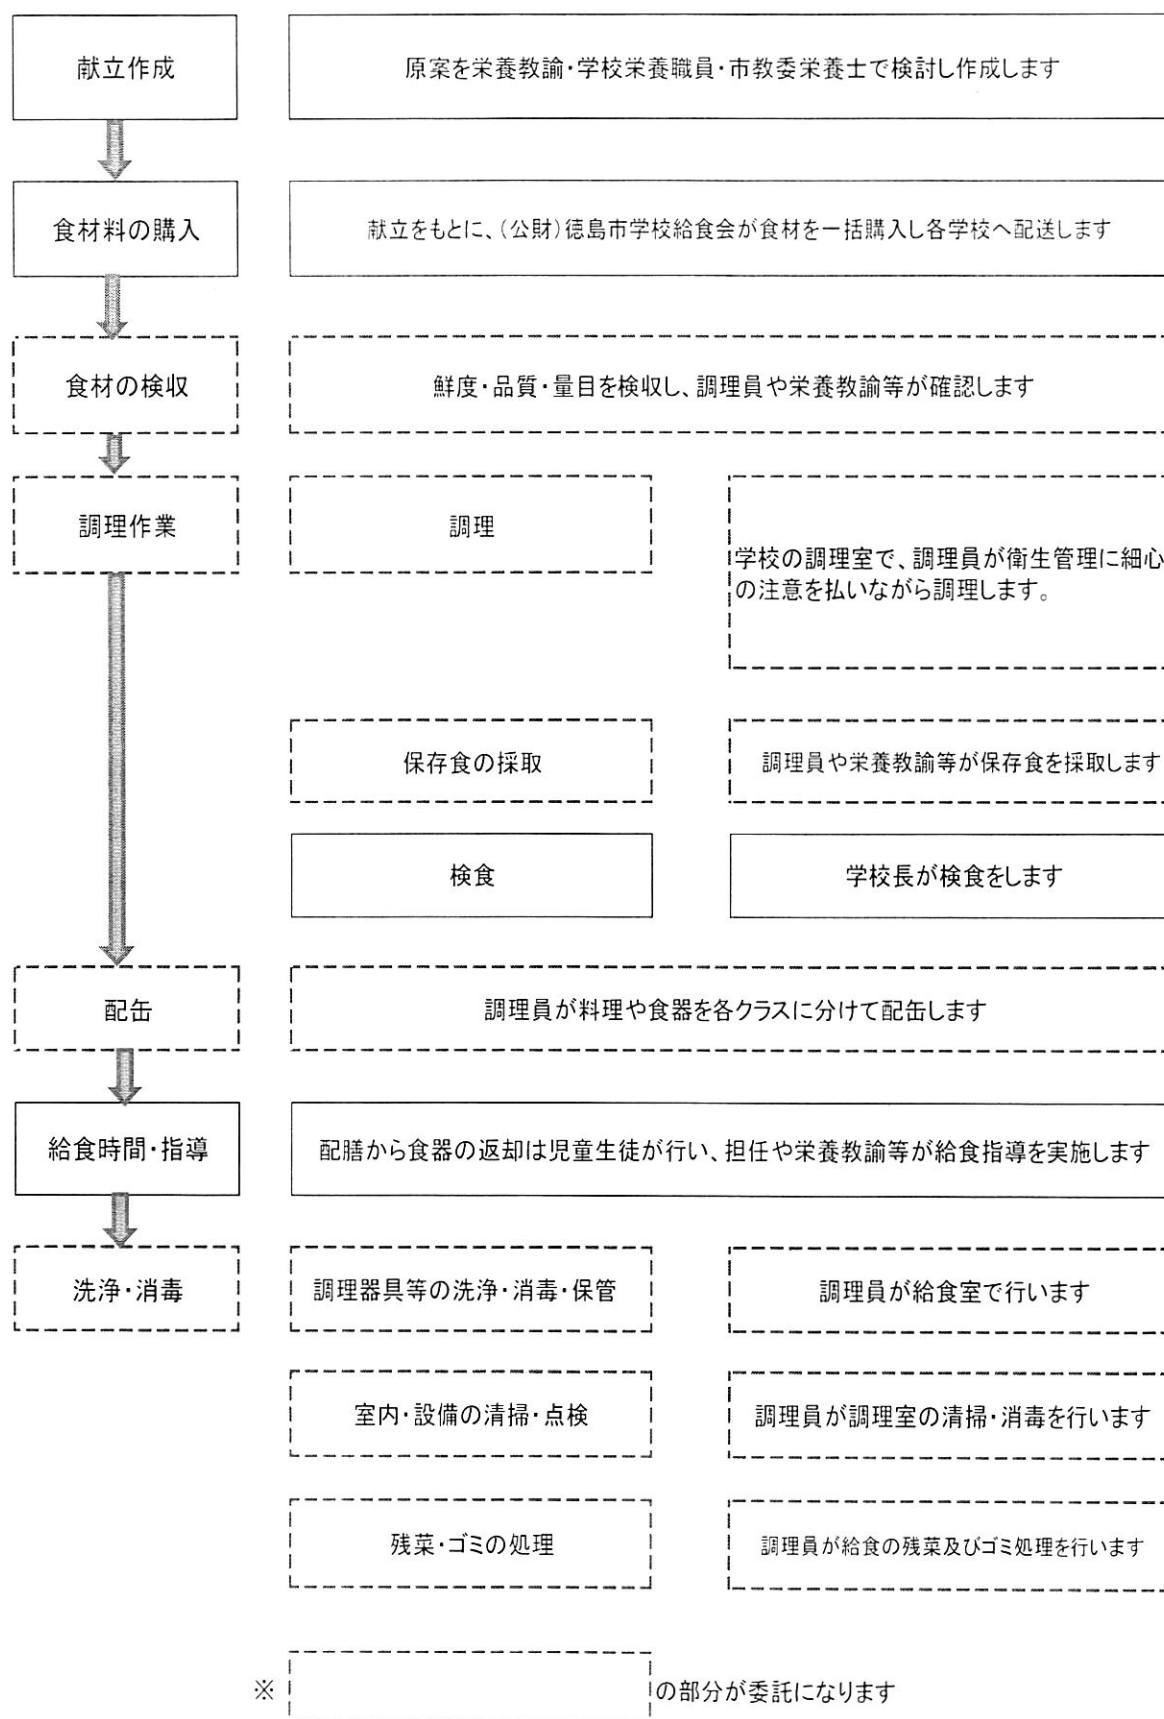 献立作成
原案を栄養教諭・学校栄養職員・市教委栄養士で検討し作成します
食材料の購入
献立をもとに、(公財)徳島市学校給食会が食材を一括購入し各学校へ配送します
食材の検収
鮮度・品質・量目を検収し、調理員や栄養教諭等が確認します
調理作業
調理
学校の調理室で、調理員が衛生管理に細心
の注意を払いながら調理します。
保存食の採取
調理員や栄養教諭等が保存食を採取します
検食
学校長が検食をします
配缶
調理員が料理や食器を各クラスに分けて配缶します
給食時間・指導
配膳から食器の返却は児童生徒が行い、担任や栄養教諭等が給食指導を実施します
洗浄・消毒
調理器具等の洗浄・消毒・保管
調理員が給食室で行います
室内・設備の清掃・点検
調理員が調理室の清掃・消毒を行います
残菜・ゴミの処理
調理員が給食の残菜及びゴミ処理を行います
※ の部分が委託になります